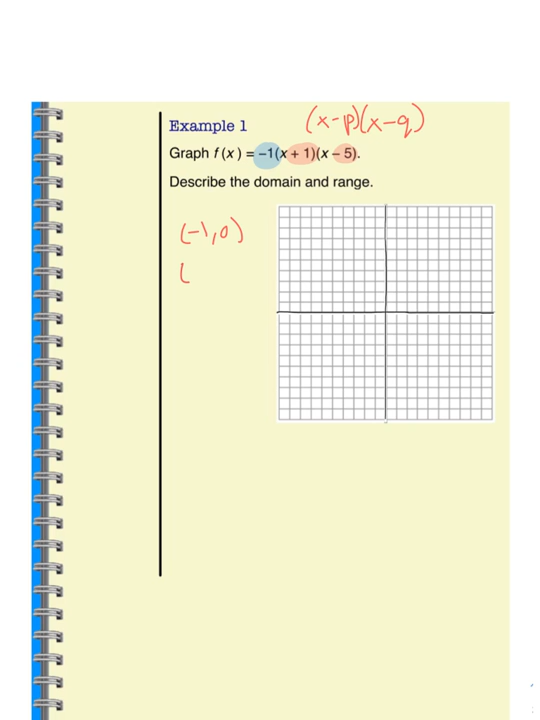 Example 1
(x-p)(x-q)
Graph f(x) = −1(x + 1)(x − 5).
Describe the domain and range.
(-1,0)
(